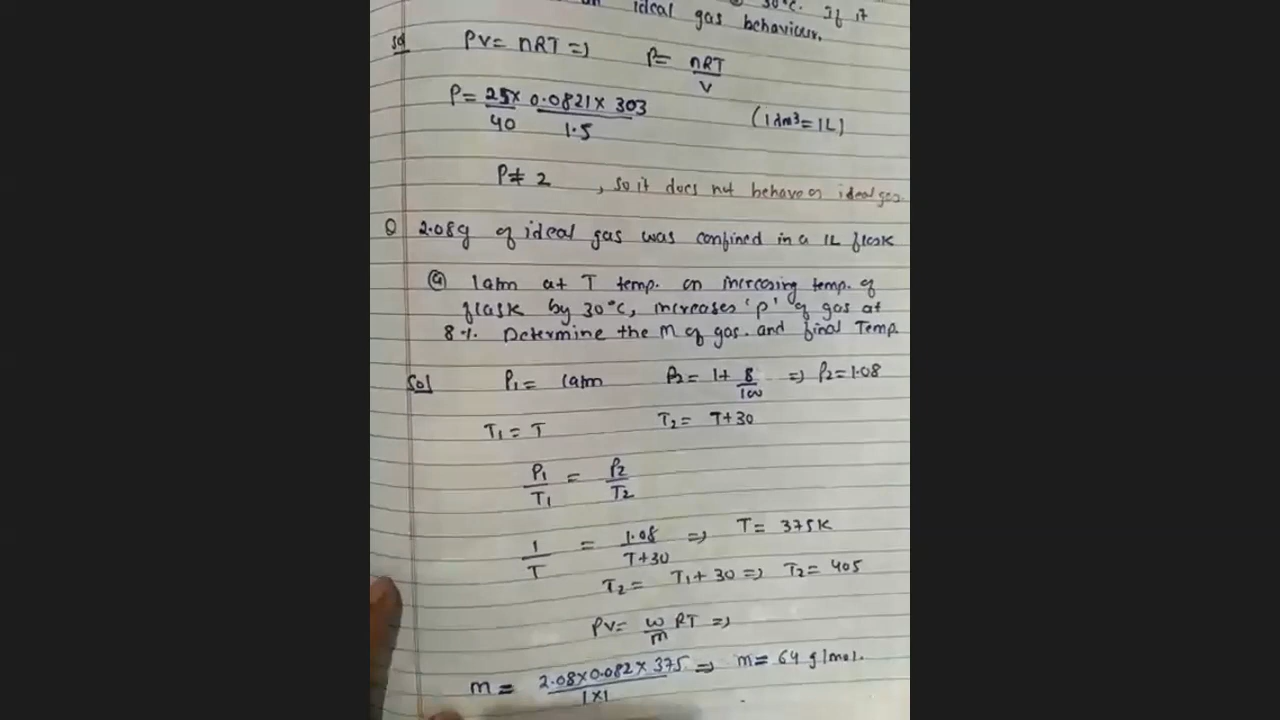 30°C. If it
ideal gas behaviour.
Sol PV = nRT => P = nRT/V
P = 25/40 × 0.0821 × 303/1.5 (1dm³ = 1L)
P ≠ 2 , so it does not behave as ideal gas.
Q 2.08g of ideal gas was confined in a 1L flask
@ 1atm at T temp. on increasing temp. of
flask by 30°C, increases 'p' of gas at
8%. Determine the M of gas. and final Temp.
Sol P₁ = 1atm P₂ = 1 + 8/100 => P₂ = 1.08
T₁ = T T₂ = T+30
P₁/T₁ = P₂/T₂
1/T = 1.08/T+30 => T = 375K
T₂ = T₁ + 30 => T₂ = 405
PV = w/m RT =>
m = 2.08 × 0.082 × 375/1×1 => m = 64 g/mol.